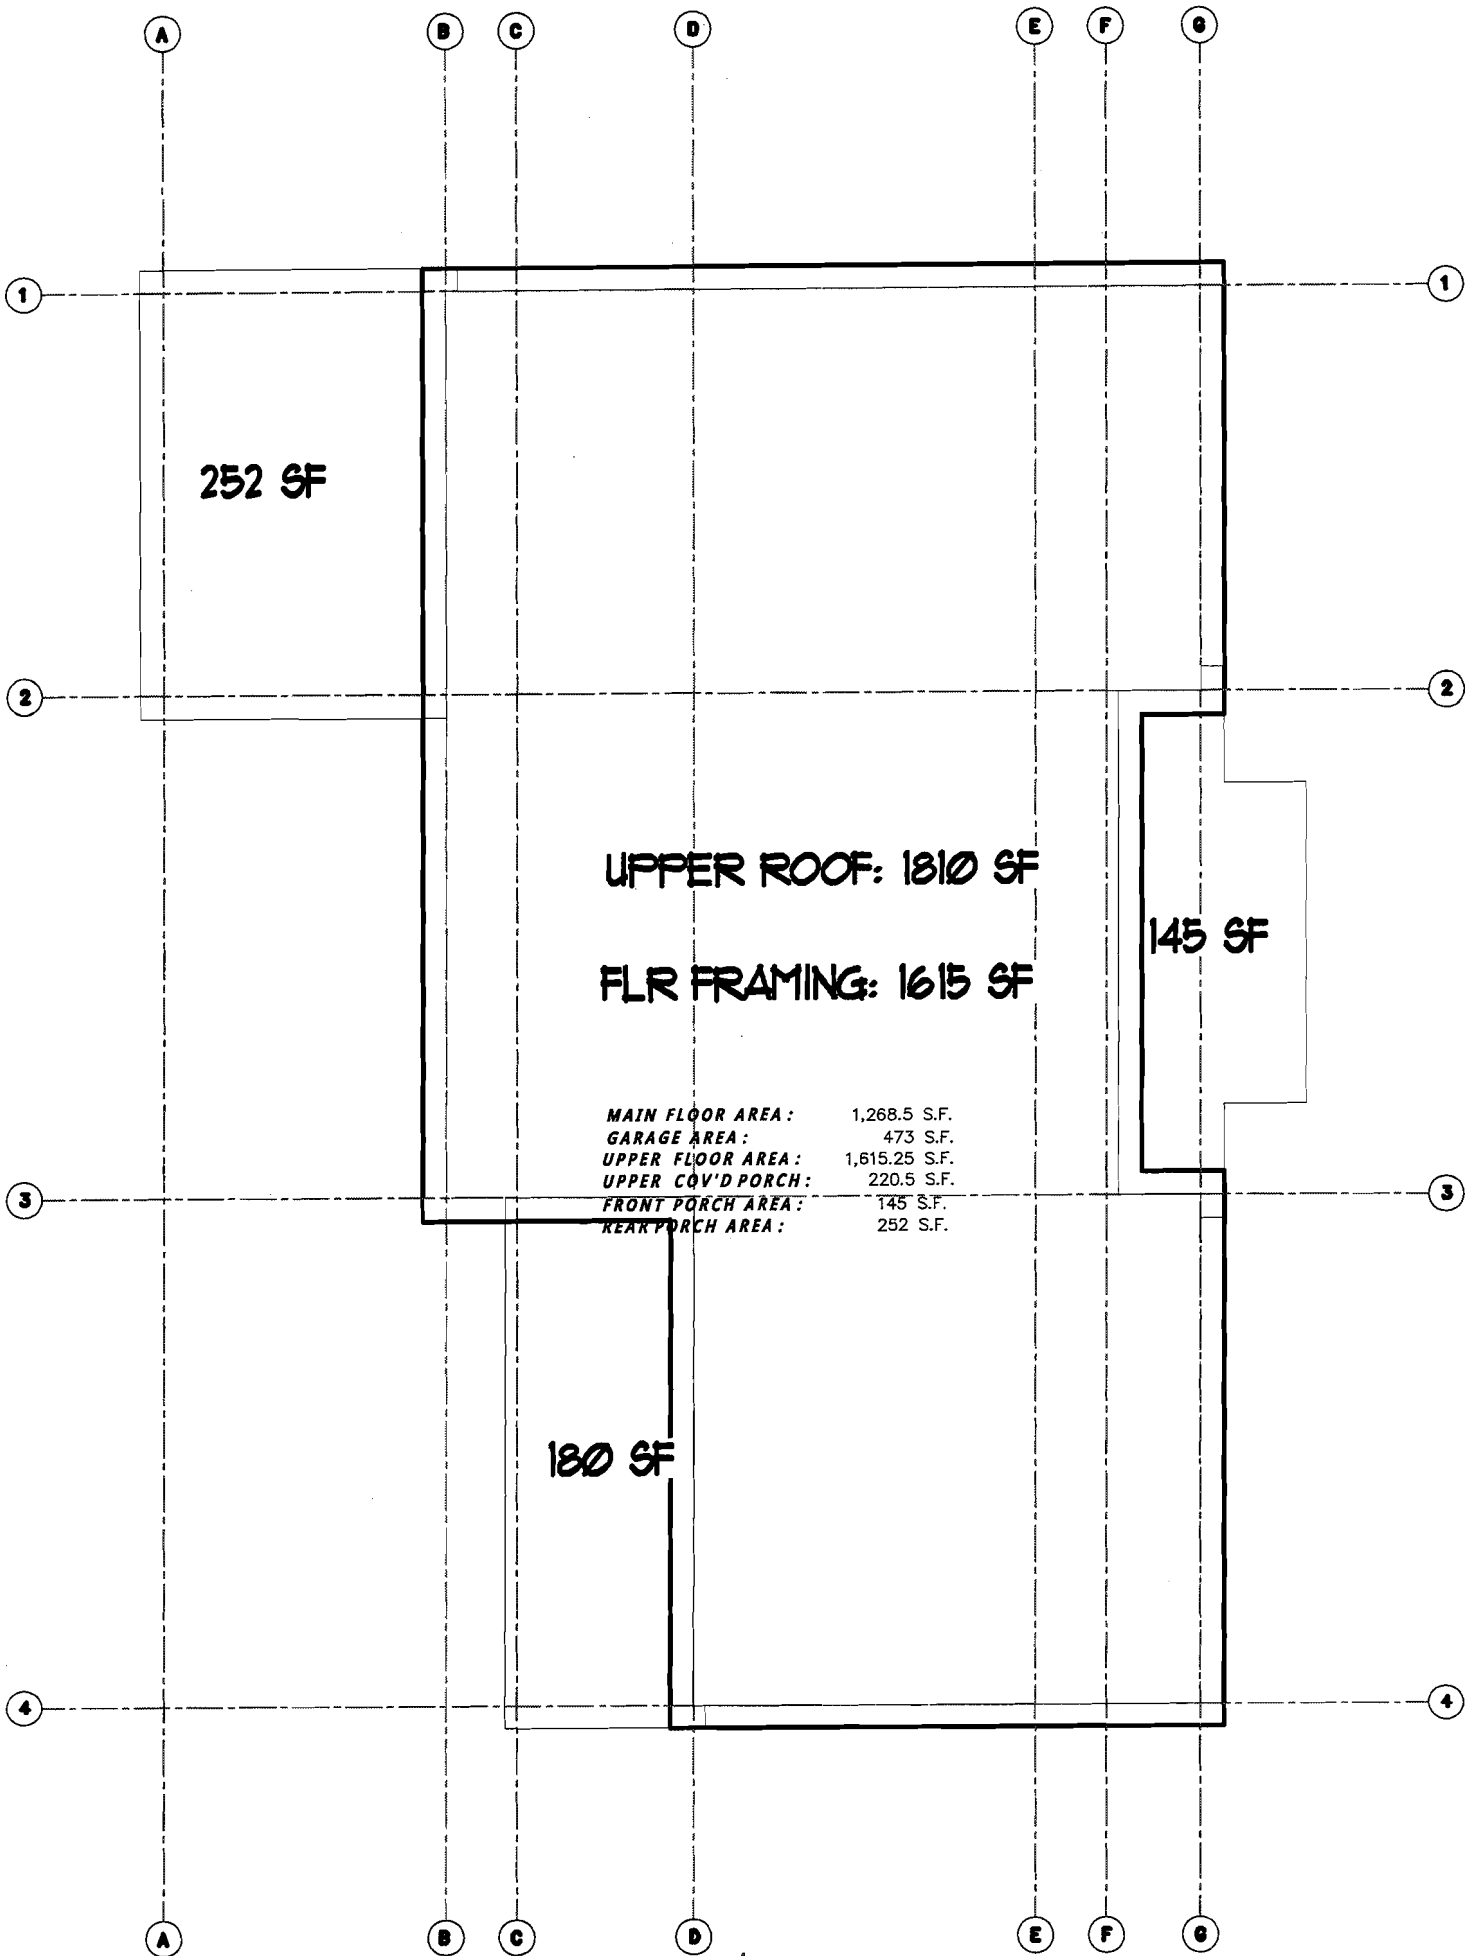 A B C D E F G
1 1
252 SF
2 2
UPPER ROOF: 1810 SF
145 SF
FLR FRAMING: 1615 SF
MAIN FLOOR AREA: 1,268.5 S.F.
GARAGE AREA: 473 S.F.
UPPER FLOOR AREA: 1,615.25 S.F.
UPPER COV'D PORCH: 220.5 S.F.
3 3
FRONT PORCH AREA: 145 S.F.
REAR PORCH AREA: 252 S.F.
180 SF
4 4
A B C D E F G